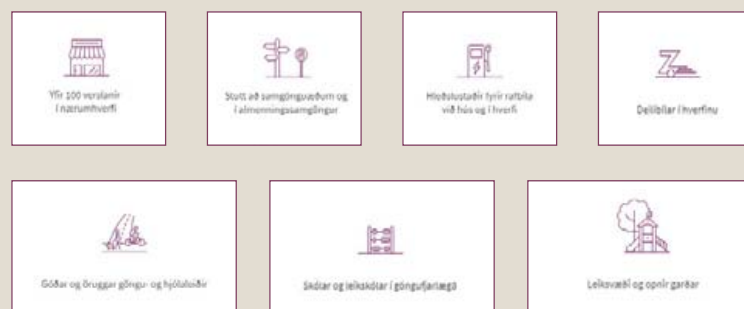 Yfir 100 verslanir
í nærumhverfi
Stutt að samgönguæðum og
í almenningssamgöngur
Hleðslustaðir fyrir rafbíla
við hús og í hverfi
Deilibílar í hverfinu
Góðar og öruggar göngu- og hjólaleiðir
Skólar og leikskólar í göngufjarlægð
Leiksvæði og opnir garðar